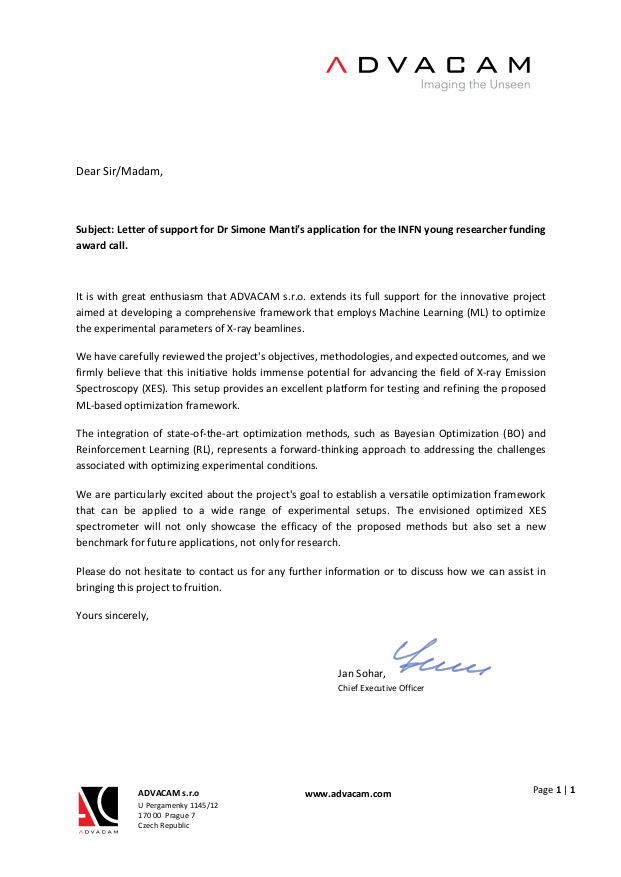 ADVACAM
Imaging the Unseen
Dear Sir/Madam,
Subject: Letter of support for Dr Simone Manti's application for the INFN young researcher funding
award call.
It is with great enthusiasm that ADVACAM s.r.o. extends its full support for the innovative project
aimed at developing a comprehensive framework that employs Machine Learning (ML) to optimize
the experimental parameters of X-ray beamlines.
We have carefully reviewed the project's objectives, methodologies, and expected outcomes, and we
firmly believe that this initiative holds immense potential for advancing the field of X-ray Emission
Spectroscopy (XES). This setup provides an excellent platform for testing and refining the proposed
ML-based optimization framework.
The integration of state-of-the-art optimization methods, such as Bayesian Optimization (BO) and
Reinforcement Learning (RL), represents a forward-thinking approach to addressing the challenges
associated with optimizing experimental conditions.
We are particularly excited about the project's goal to establish a versatile optimization framework
that can be applied to a wide range of experimental setups. The envisioned optimized XES
spectrometer will not only showcase the efficacy of the proposed methods but also set a new
benchmark for future applications, not only for research.
Please do not hesitate to contact us for any further information or to discuss how we can assist in
bringing this project to fruition.
Yours sincerely,
Jan Sohar,
Chief Executive Officer
ADVACAM
ADVACAM s.r.o
U Pergamenky 1145/12
170 00 Prague 7
Czech Republic
www.advacam.com
Page 1 | 1